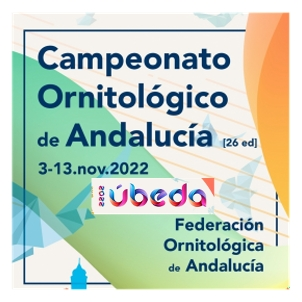 Campeonato
Ornitológico
de Andalucía [26 ed]
3-13.nov.2022
2022 úbeda
Federación
Ornitológica
de Andalucía